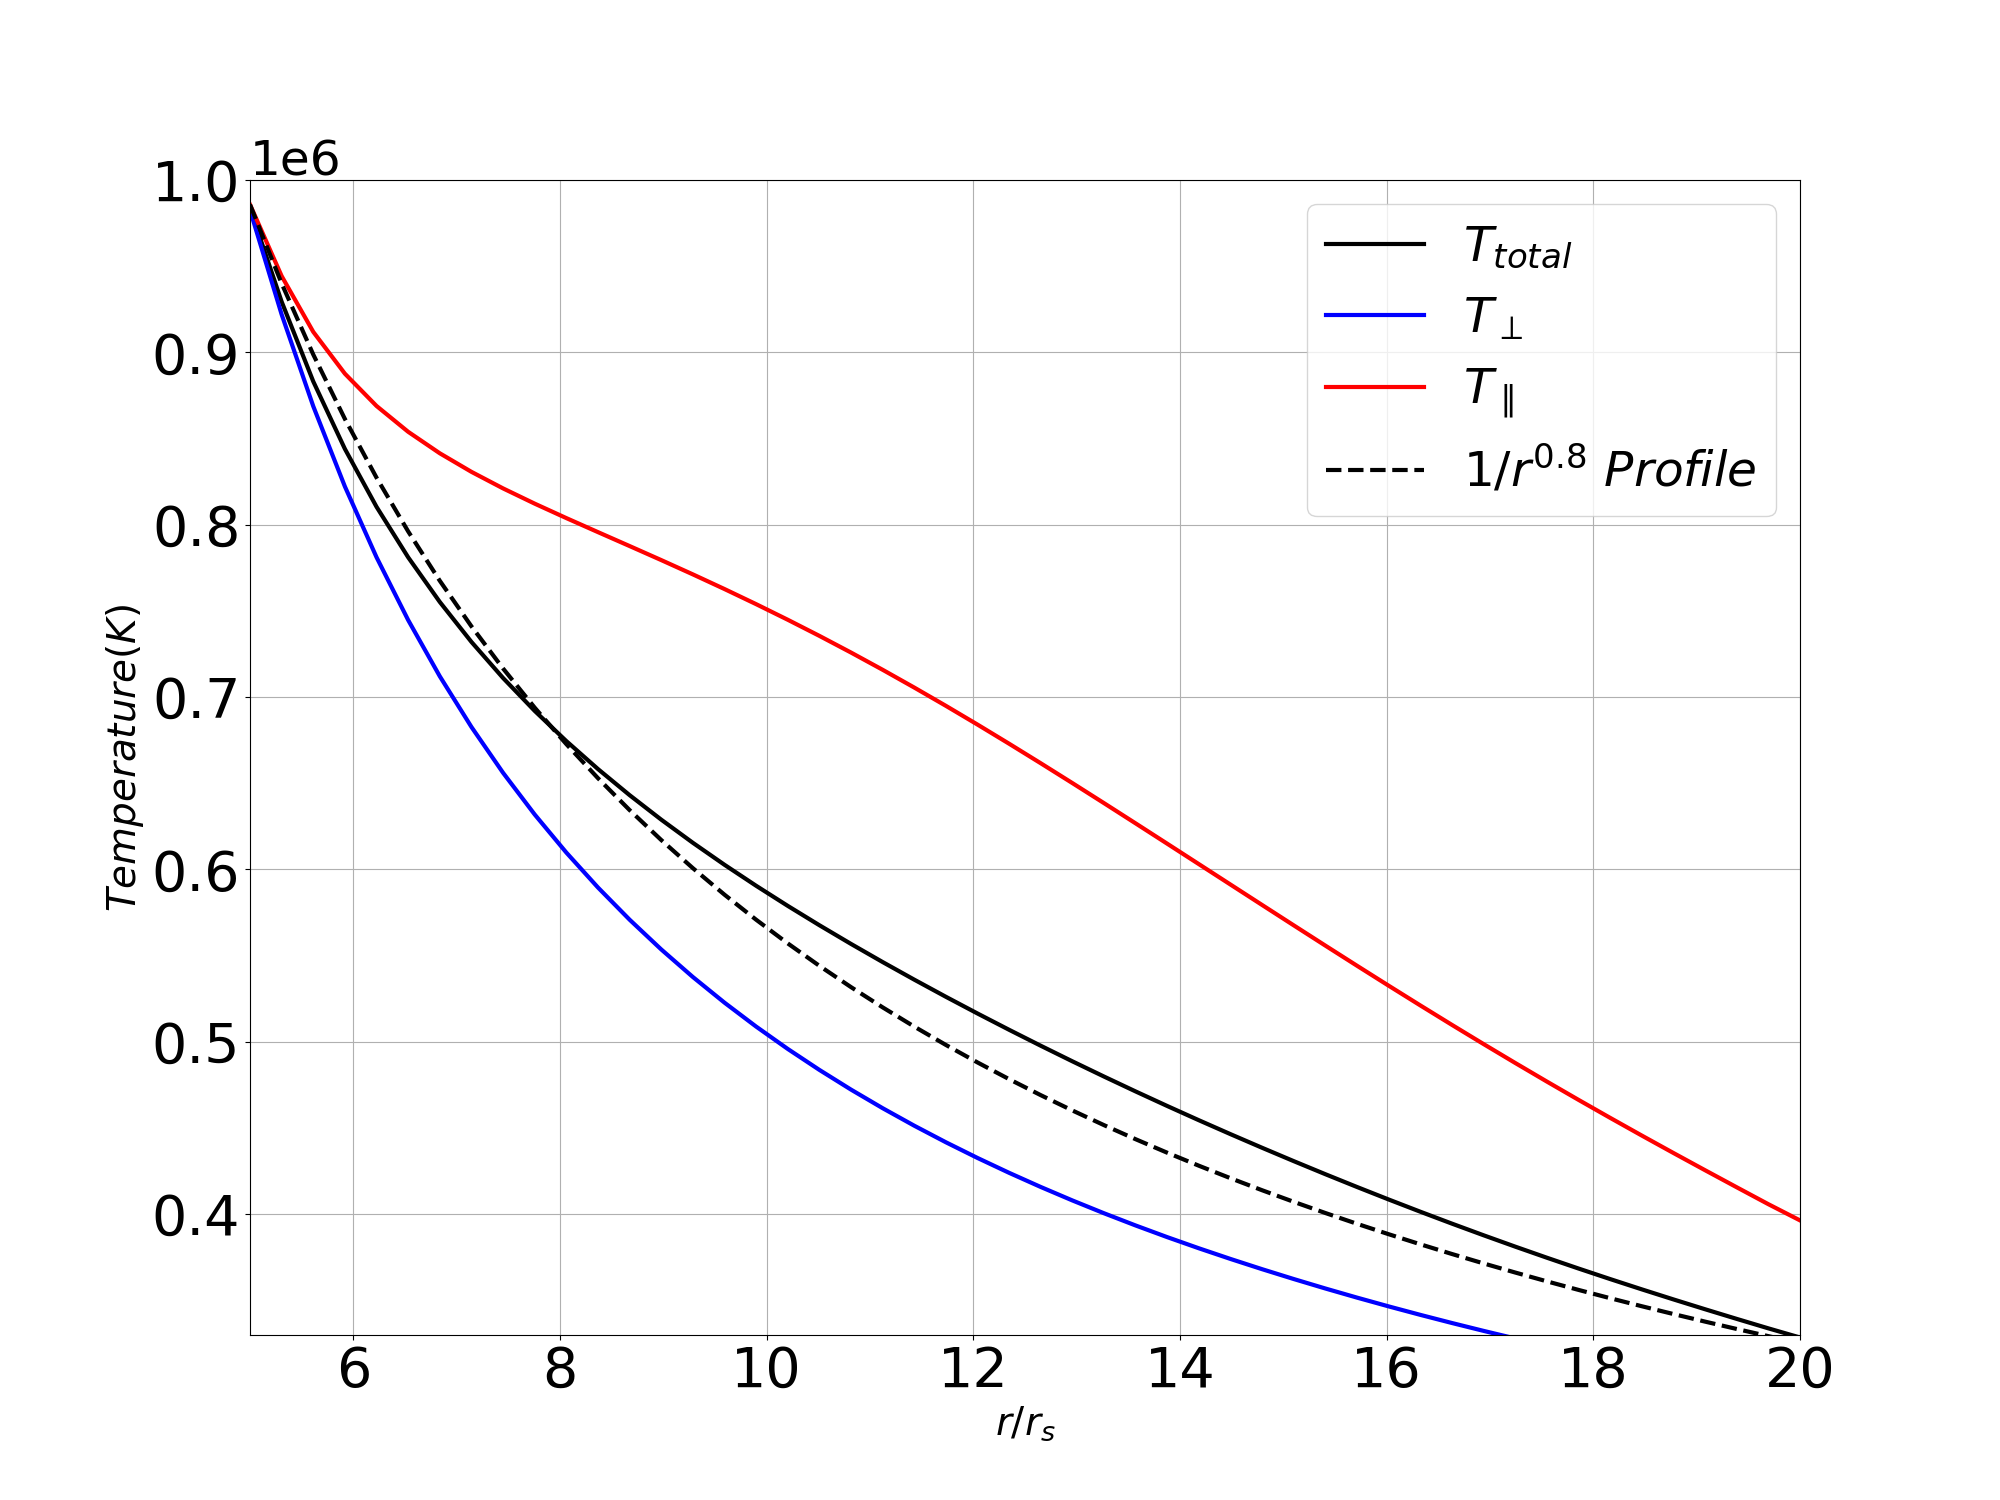 1e6
1.0
0.9
0.8
0.7
0.6
0.5
0.4
Temperature(K)
T_total
T_⊥
T_∥
1/r^0.8 Profile
6 8 10 12 14 16 18 20
r/r_s